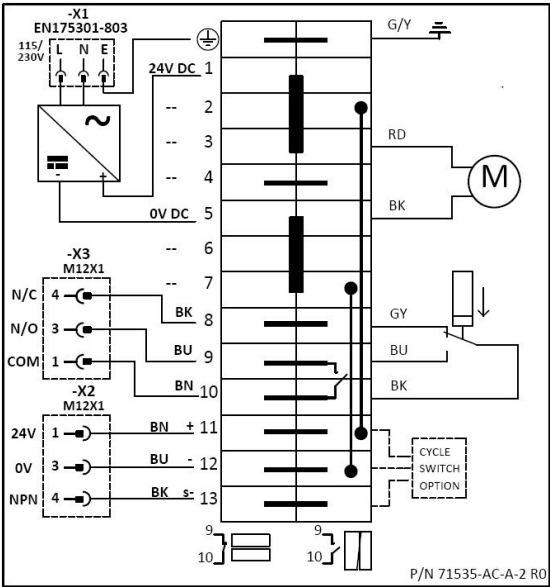 -X1
EN175301-803
115/
230V
L N E
24V DC 1
-- 2
-- 3
-- 4
0V DC 5
-- 6
-- 7
- +
-X3
M12X1
N/C 4 BK 8
N/O 3 BU 9
COM 1 BN 10
-X2
M12X1
24V 1 BN + 11
0V 3 BU - 12
NPN 4 BK s- 13
G/Y
RD
M
BK
GY
BU
BK
CYCLE
SWITCH
OPTION
9 9
10 10
P/N 71535-AC-A-2 R0